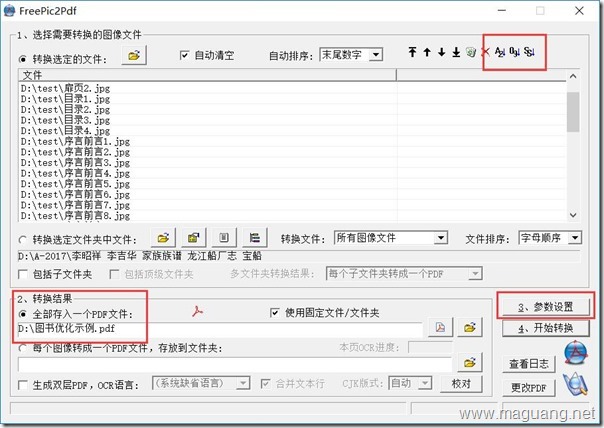 FreePic2Pdf
1、选择需要转换的图像文件
转换选定的文件: 自动清空 自动排序: 末尾数字
文件
D:\test\扉页2.jpg
D:\test\目录1.jpg
D:\test\目录2.jpg
D:\test\目录3.jpg
D:\test\目录4.jpg
D:\test\序言前言1.jpg
D:\test\序言前言2.jpg
D:\test\序言前言3.jpg
D:\test\序言前言4.jpg
D:\test\序言前言5.jpg
D:\test\序言前言6.jpg
D:\test\序言前言7.jpg
D:\test\序言前言8.jpg
转换选定文件夹中文件: 转换文件: 所有图像文件 文件排序: 字母顺序
D:\A-2017\李昭祥 李吉华 家族族谱 龙江船厂志 宝船
包括子文件夹 包括顶级文件夹 多文件夹转换结果: 每个子文件夹转成一个PDF
2、转换结果
全部存入一个PDF文件: 使用固定文件/文件夹
D:\图书优化示例.pdf
每个图像转成一个PDF文件，存放到文件夹: 本页OCR进度:
生成双层PDF，OCR语言: (系统缺省语言) 合并文本行 CJK版式: 自动 校对
3、参数设置
4、开始转换
查看日志
更改PDF
www.maguang.net